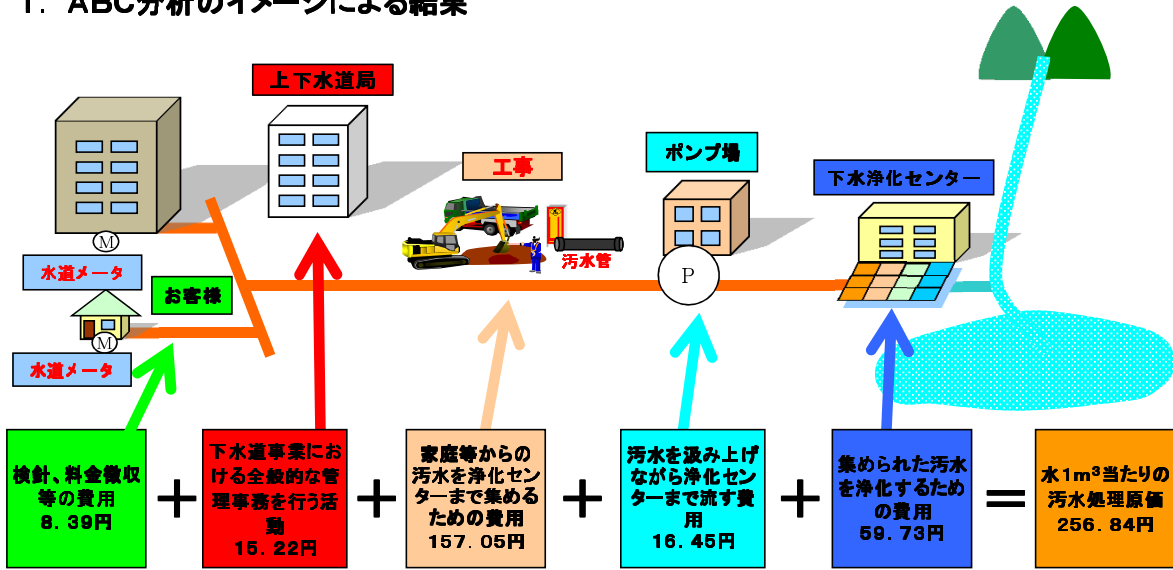 1. ABC分析のイメージによる結果
上下水道局
工事
ポンプ場
下水浄化センター
M
水道メータ
お客様
汚水管
P
M
水道メータ
検針、料金徴収
等の費用
8.39円
+
下水道事業にお
ける全般的な管
理事務を行う活
動
15.22円
+
家庭等からの
汚水を浄化セン
ターまで集める
ための費用
157.05円
+
汚水を汲み上げ
ながら浄化セン
ターまで流す費
用
16.45円
+
集められた汚水
を浄化するため
の費用
59.73円
=
水1m³当たりの
汚水処理原価
256.84円